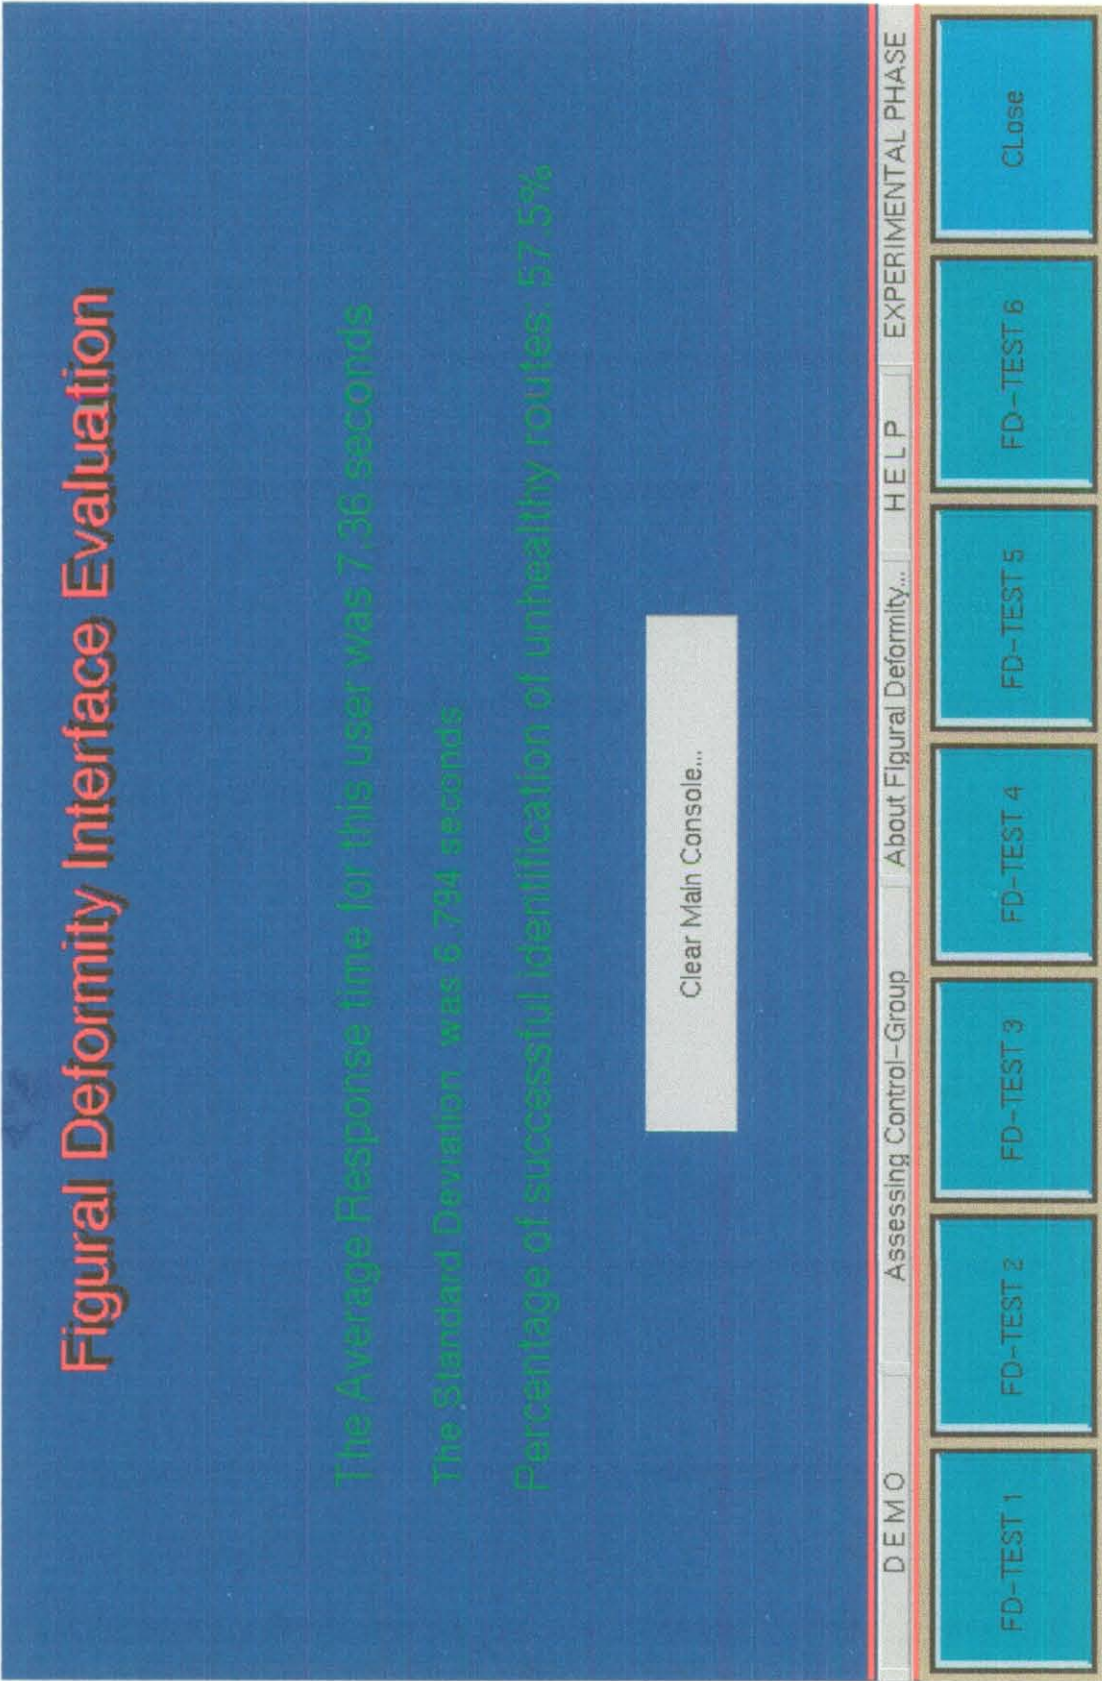 Figural Deformity Interface Evaluation
The Average Response time for this user was 7.36 seconds
The Standard Deviation was 6.794 seconds
Percentage of successful identification of unhealthy routes: 57.5%
Clear Main Console...
D E M O Assessing Control-Group About Figural Deformity... H E L P EXPERIMENTAL PHASE
FD-TEST 1 FD-TEST 2 FD-TEST 3 FD-TEST 4 FD-TEST 5 FD-TEST 6 CLose